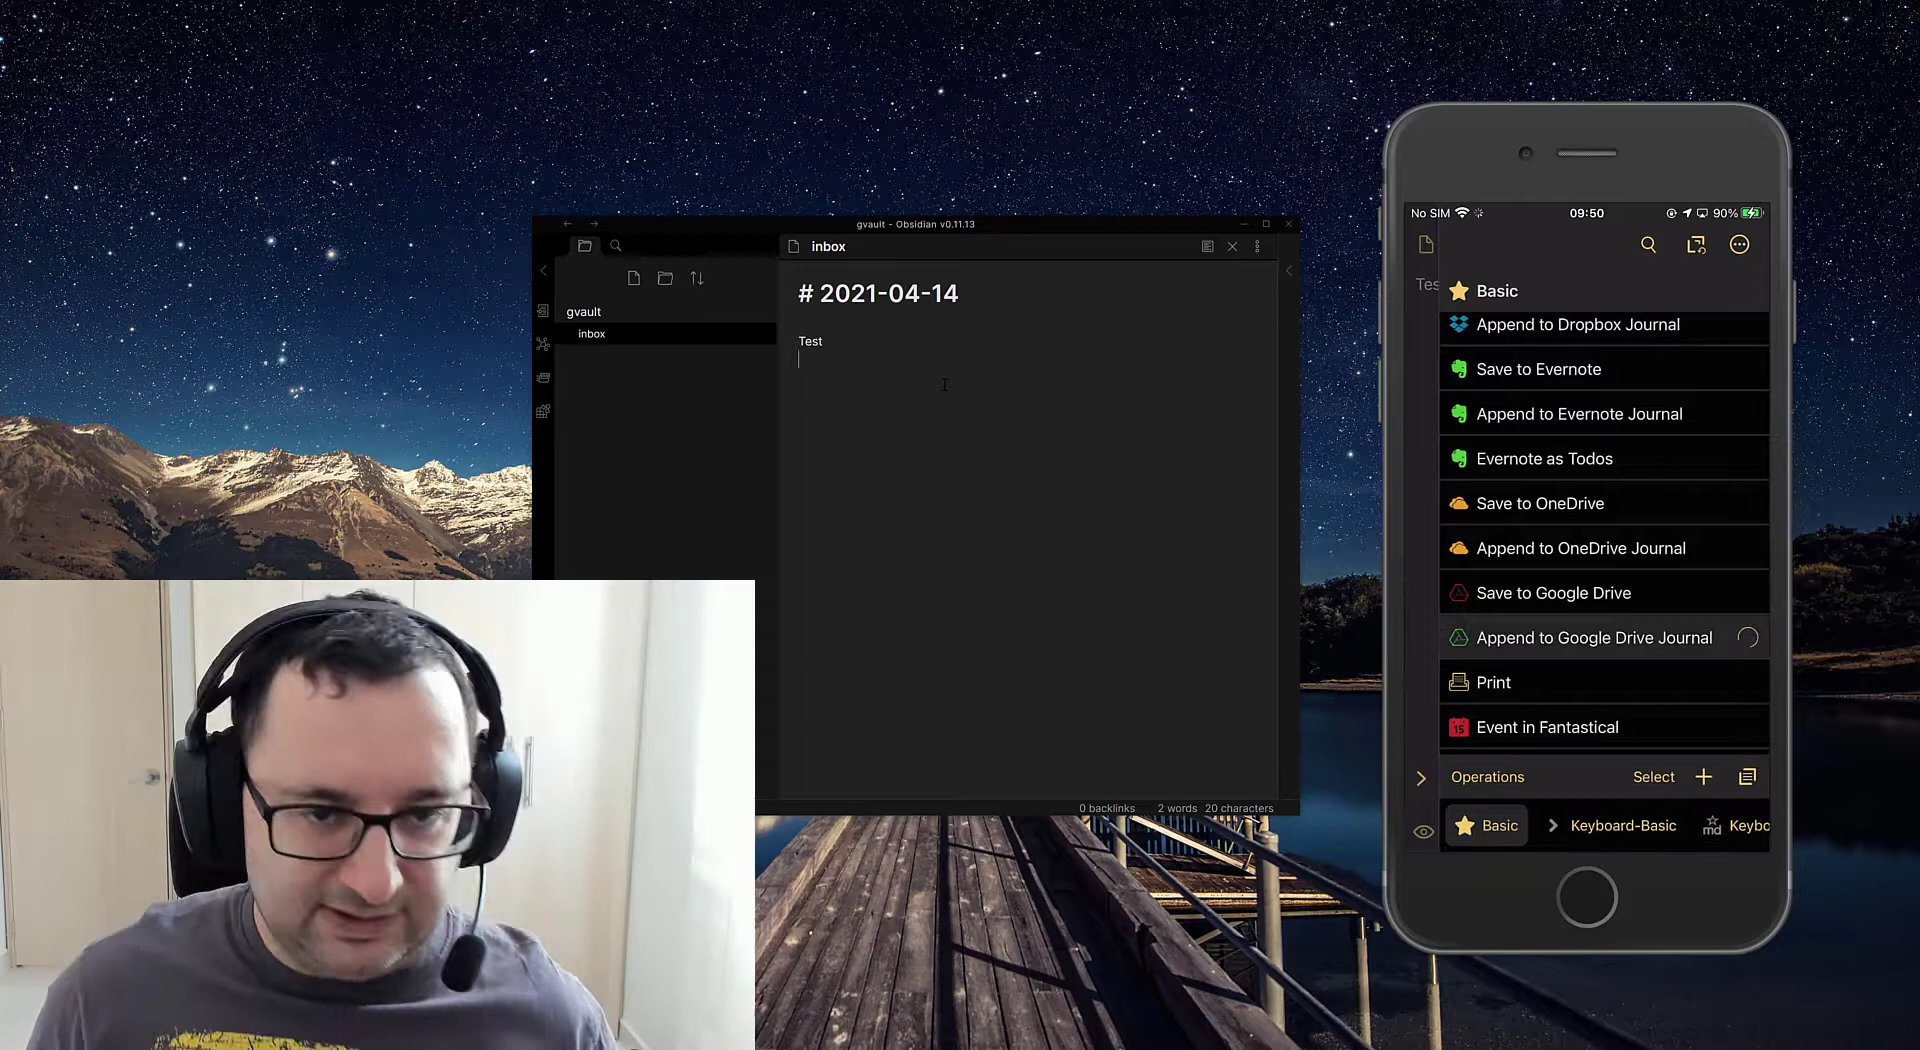 gvault - Obsidian v0.11.13
inbox
gvault
inbox
# 2021-04-14
Test
0 backlinks 2 words 20 characters
No SIM 09:50 90%
Tes
Basic
Append to Dropbox Journal
Save to Evernote
Append to Evernote Journal
Evernote as Todos
Save to OneDrive
Append to OneDrive Journal
Save to Google Drive
Append to Google Drive Journal
Print
15 Event in Fantastical
Operations Select
Basic Keyboard-Basic md Keybo